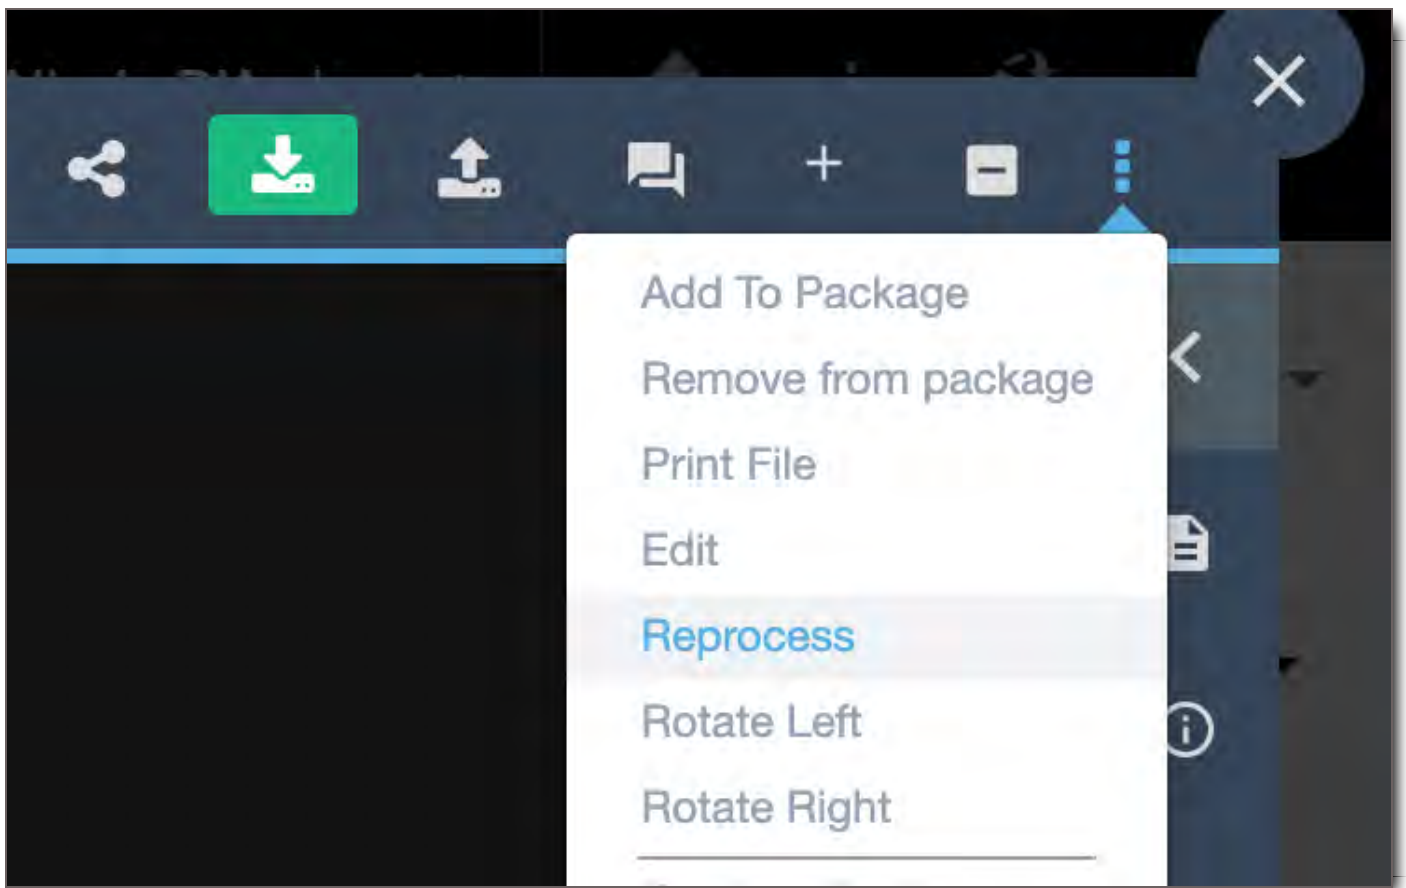 Add To Package
Remove from package
Print File
Edit
Reprocess
Rotate Left
Rotate Right